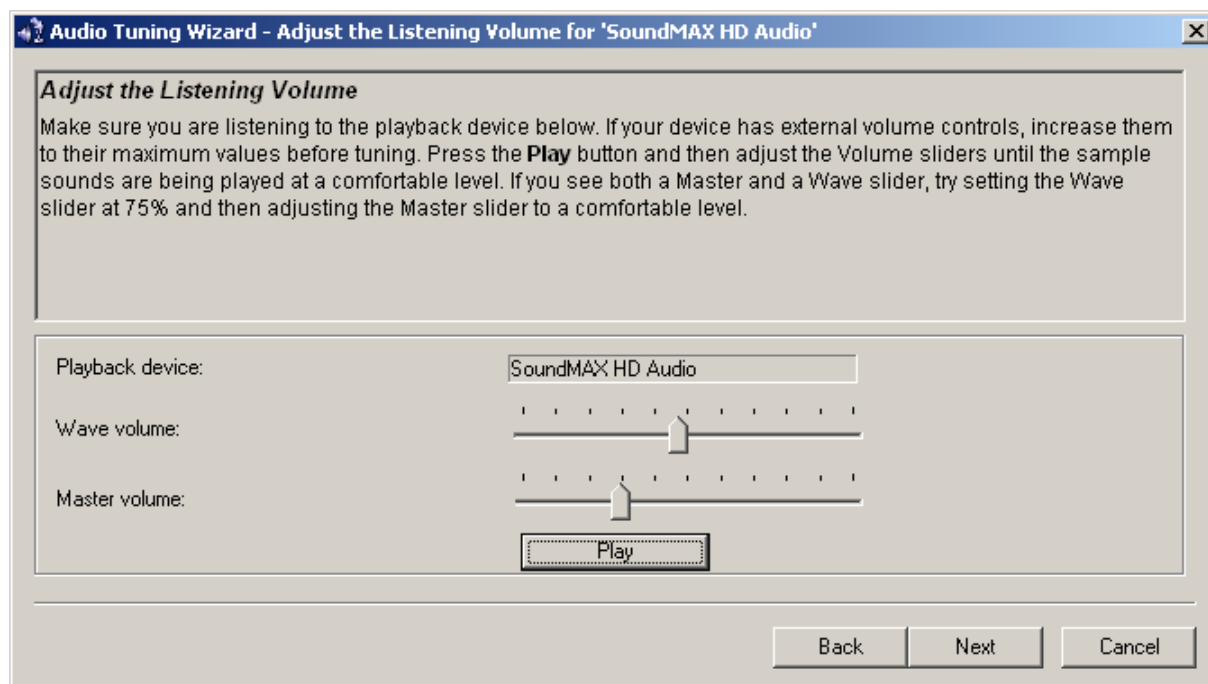 Audio Tuning Wizard - Adjust the Listening Volume for 'SoundMAX HD Audio'
Adjust the Listening Volume
Make sure you are listening to the playback device below. If your device has external volume controls, increase them
to their maximum values before tuning. Press the Play button and then adjust the Volume sliders until the sample
sounds are being played at a comfortable level. If you see both a Master and a Wave slider, try setting the Wave
slider at 75% and then adjusting the Master slider to a comfortable level.
Playback device:
SoundMAX HD Audio
Wave volume:
Master volume:
Play
Back
Next
Cancel